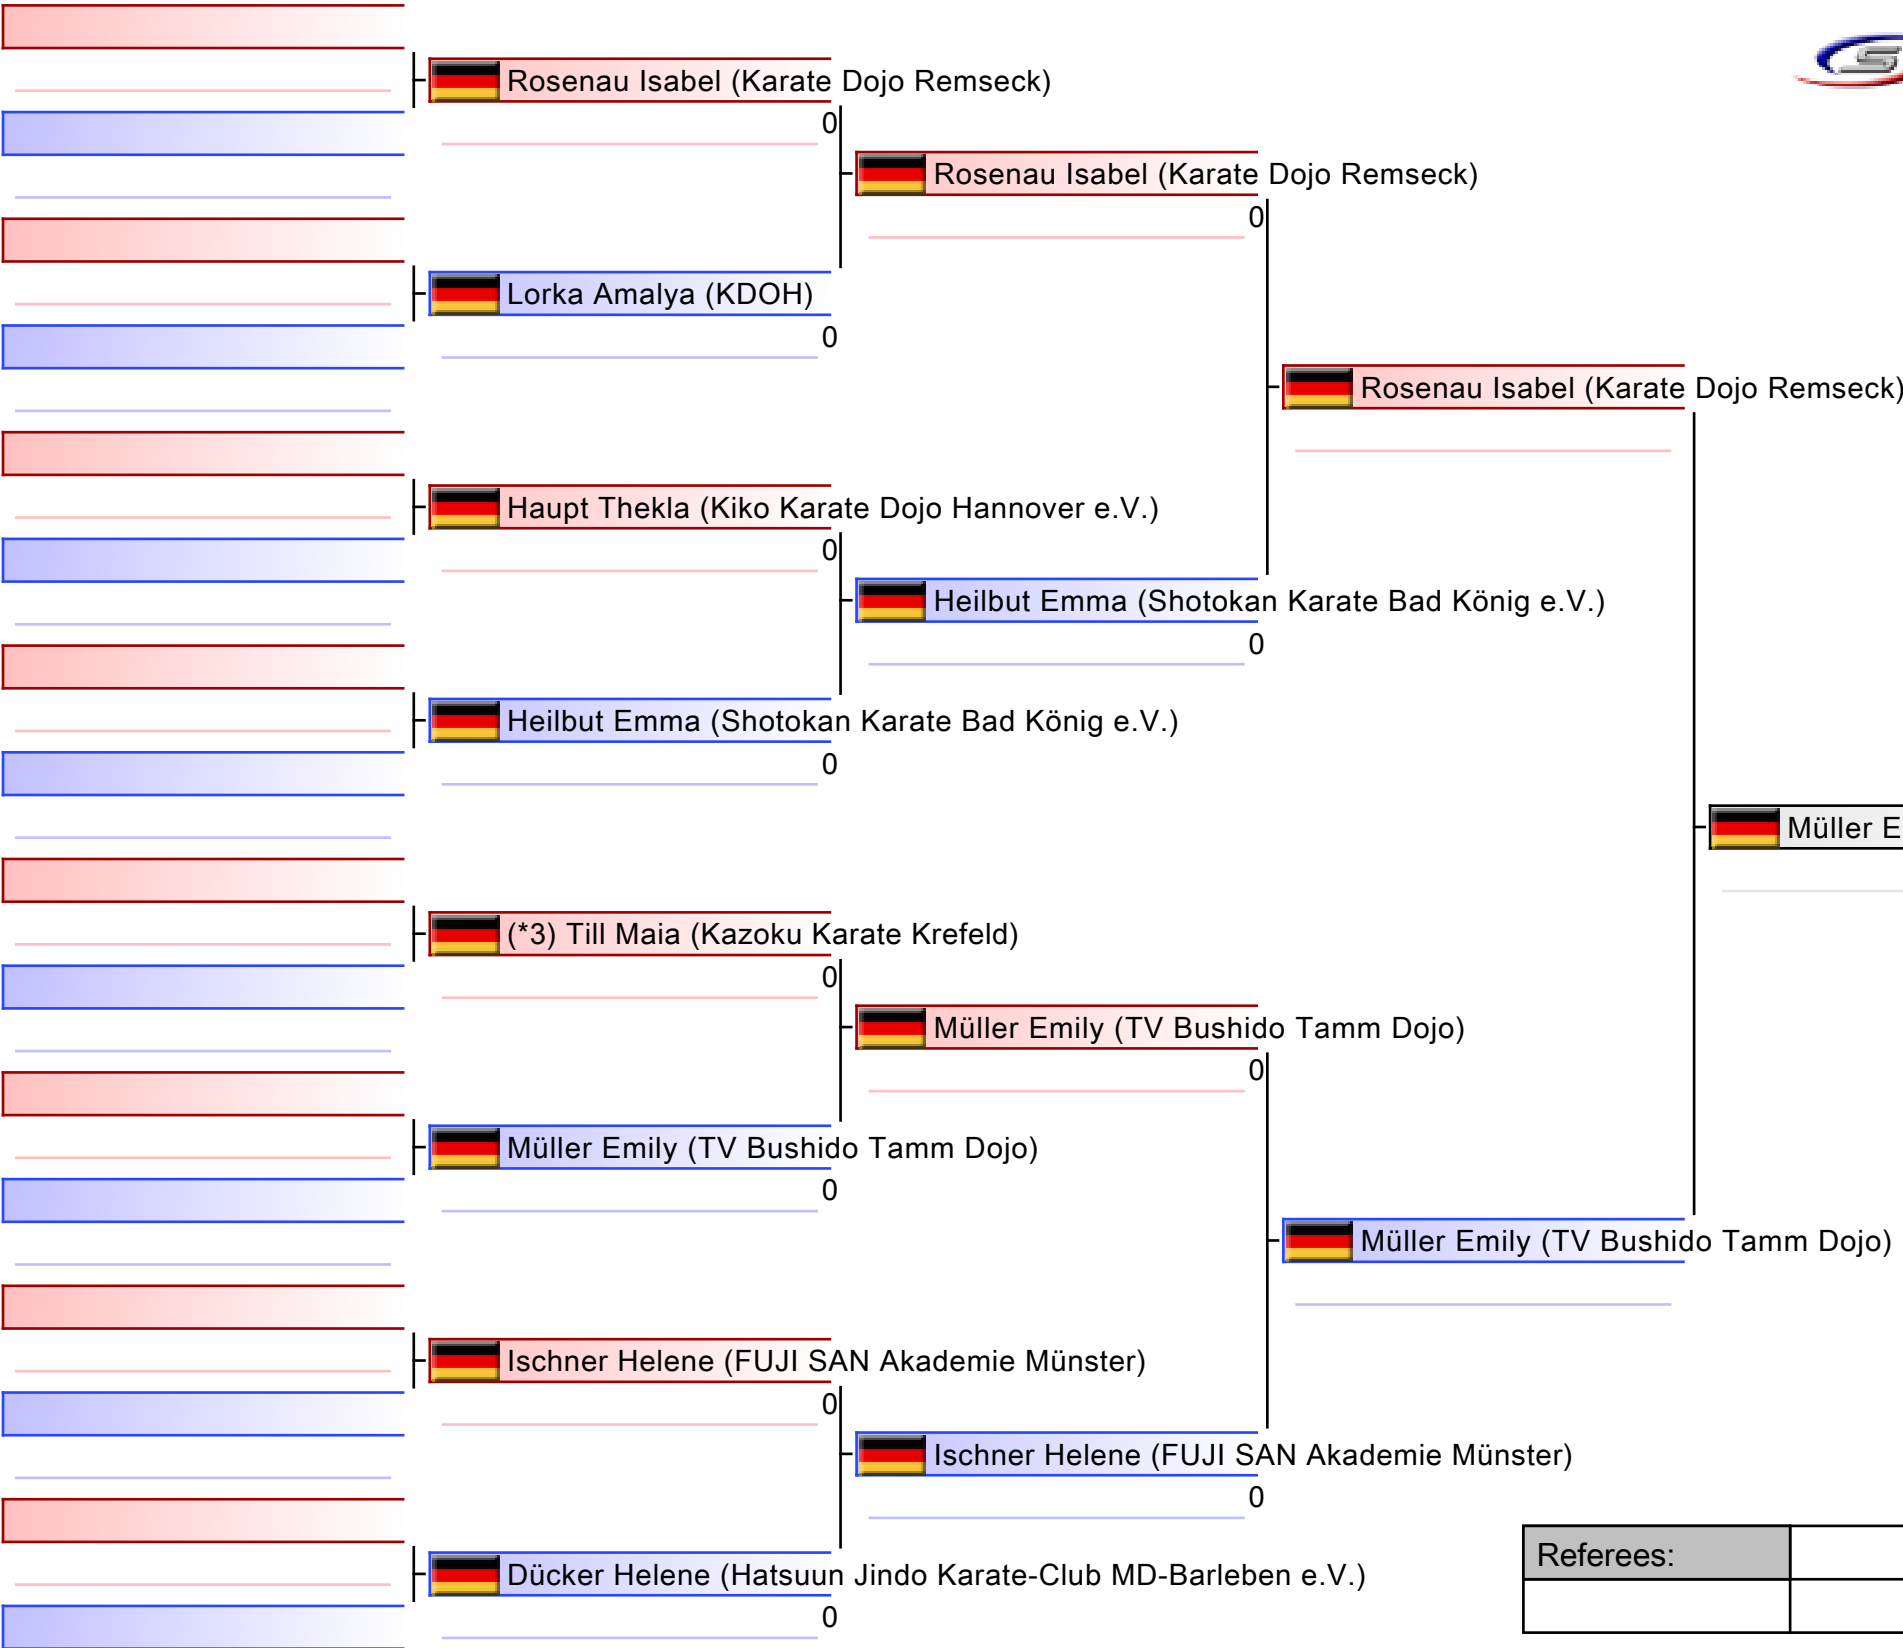 Rosenau Isabel (Karate Dojo Remseck)
0
Rosenau Isabel (Karate Dojo Remseck)
0
Lorka Amalya (KDOH)
0
Rosenau Isabel (Karate Dojo Remseck)
Haupt Thekla (Kiko Karate Dojo Hannover e.V.)
0
Heilbut Emma (Shotokan Karate Bad König e.V.)
0
Heilbut Emma (Shotokan Karate Bad König e.V.)
0
Müller E
(*3) Till Maia (Kazoku Karate Krefeld)
0
Müller Emily (TV Bushido Tamm Dojo)
0
Müller Emily (TV Bushido Tamm Dojo)
0
Müller Emily (TV Bushido Tamm Dojo)
Ischner Helene (FUJI SAN Akademie Münster)
0
Ischner Helene (FUJI SAN Akademie Münster)
0
Referees:
Dücker Helene (Hatsuun Jindo Karate-Club MD-Barleben e.V.)
0